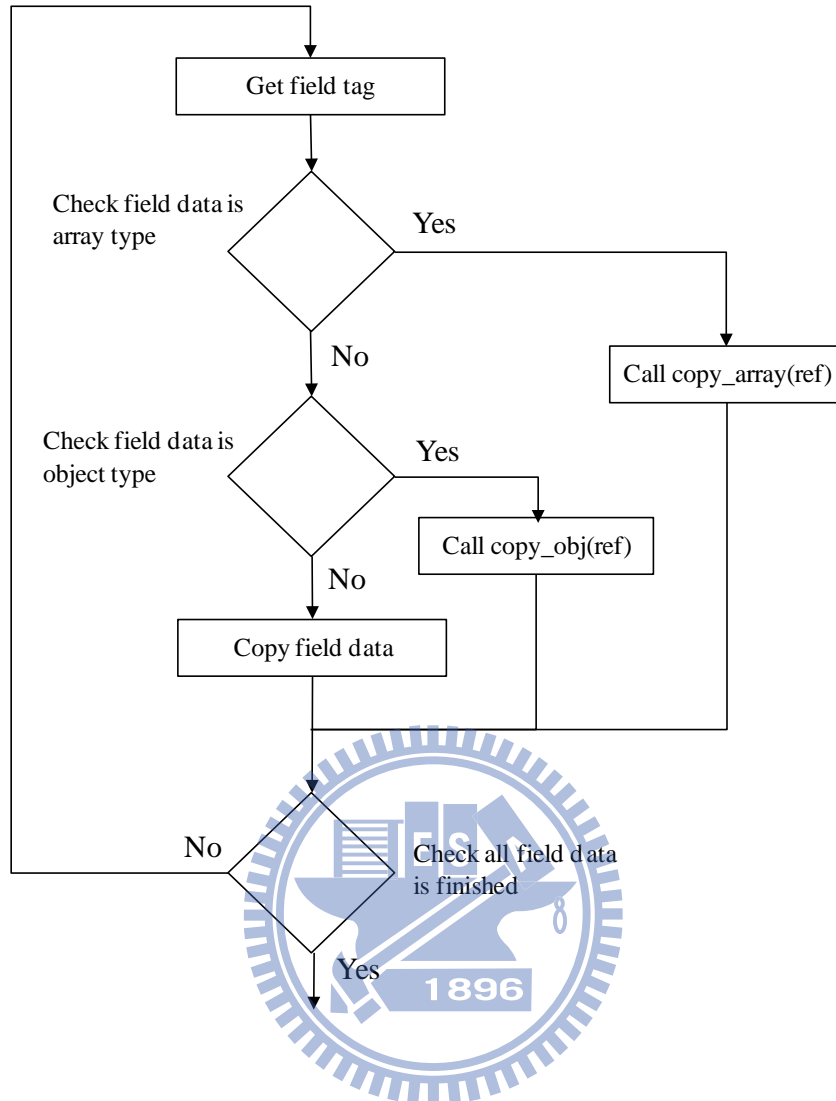 Get field tag
Check field data is
array type
Yes
No
Call copy_array(ref)
Check field data is
object type
Yes
Call copy_obj(ref)
No
Copy field data
No
Check all field data
is finished
Yes
E S A
1896